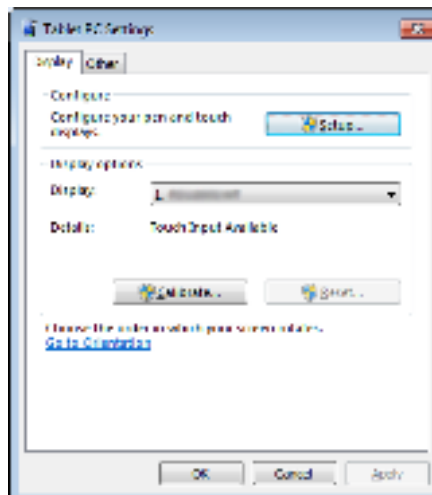 Tablet PC Settings
Display Other
Configure
Configure your pen and touch
displays.
Setup...
Display options
Display:
1.
Details: Touch Input Available
Calibrate... Reset...
Choose the order in which your screen rotates.
Go to Orientation
OK Cancel Apply